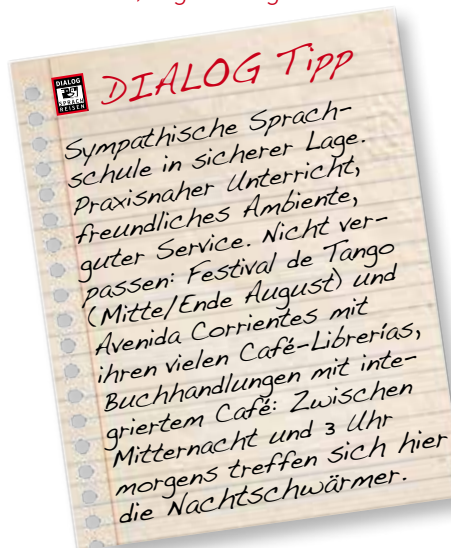 DIALOG
SPRACH
REISEN
DIALOG Tipp
Sympathische Sprach-
schule in sicherer Lage.
Praxisnaher Unterricht,
freundliches Ambiente,
guter Service. Nicht ver-
passen: Festival de Tango
(Mitte/Ende August) und
Avenida Corrientes mit
ihren vielen Café-Librerías,
Buchhandlungen mit inte-
griertem Café: Zwischen
Mitternacht und 3 Uhr
morgens treffen sich hier
die Nachtschwärmer.